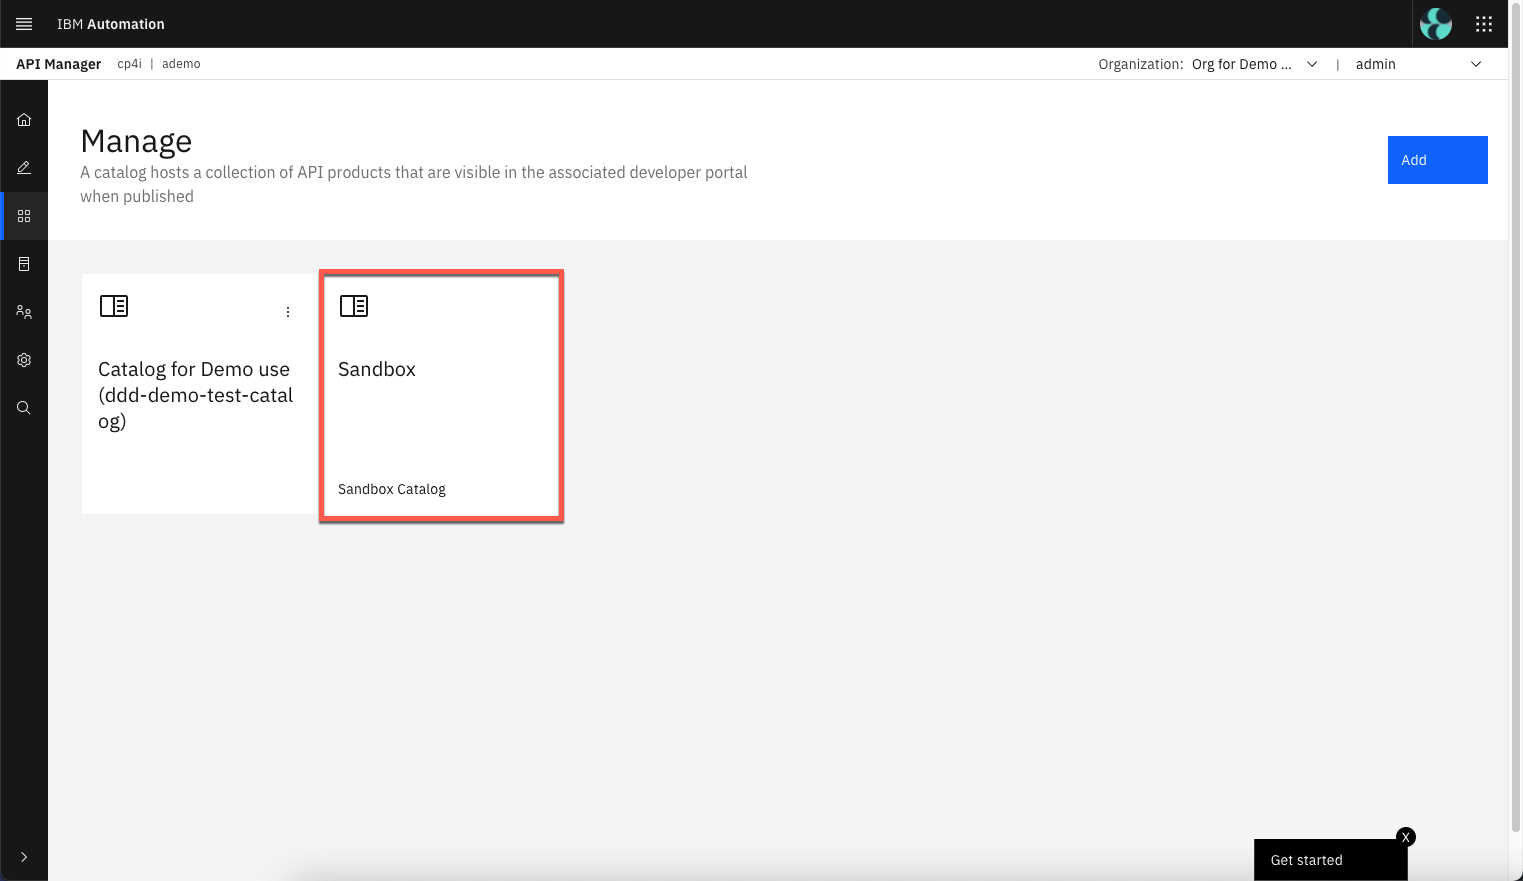 IBM Automation
API Manager cp4i | ademo Organization: Org for Demo ... | admin
Manage
A catalog hosts a collection of API products that are visible in the associated developer portal
when published
Add
Catalog for Demo use
(ddd-demo-test-catal
og)
Sandbox
Sandbox Catalog
X
Get started